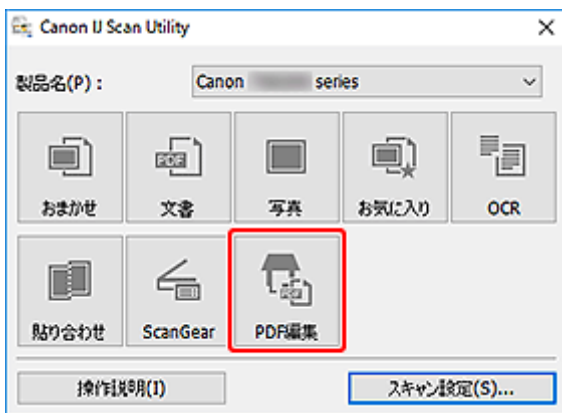 Canon IJ Scan Utility
製品名(P)： Canon series
おまかせ 文書 写真 お気に入り OCR
貼り合わせ ScanGear PDF編集
操作説明(I) スキャン設定(S)...